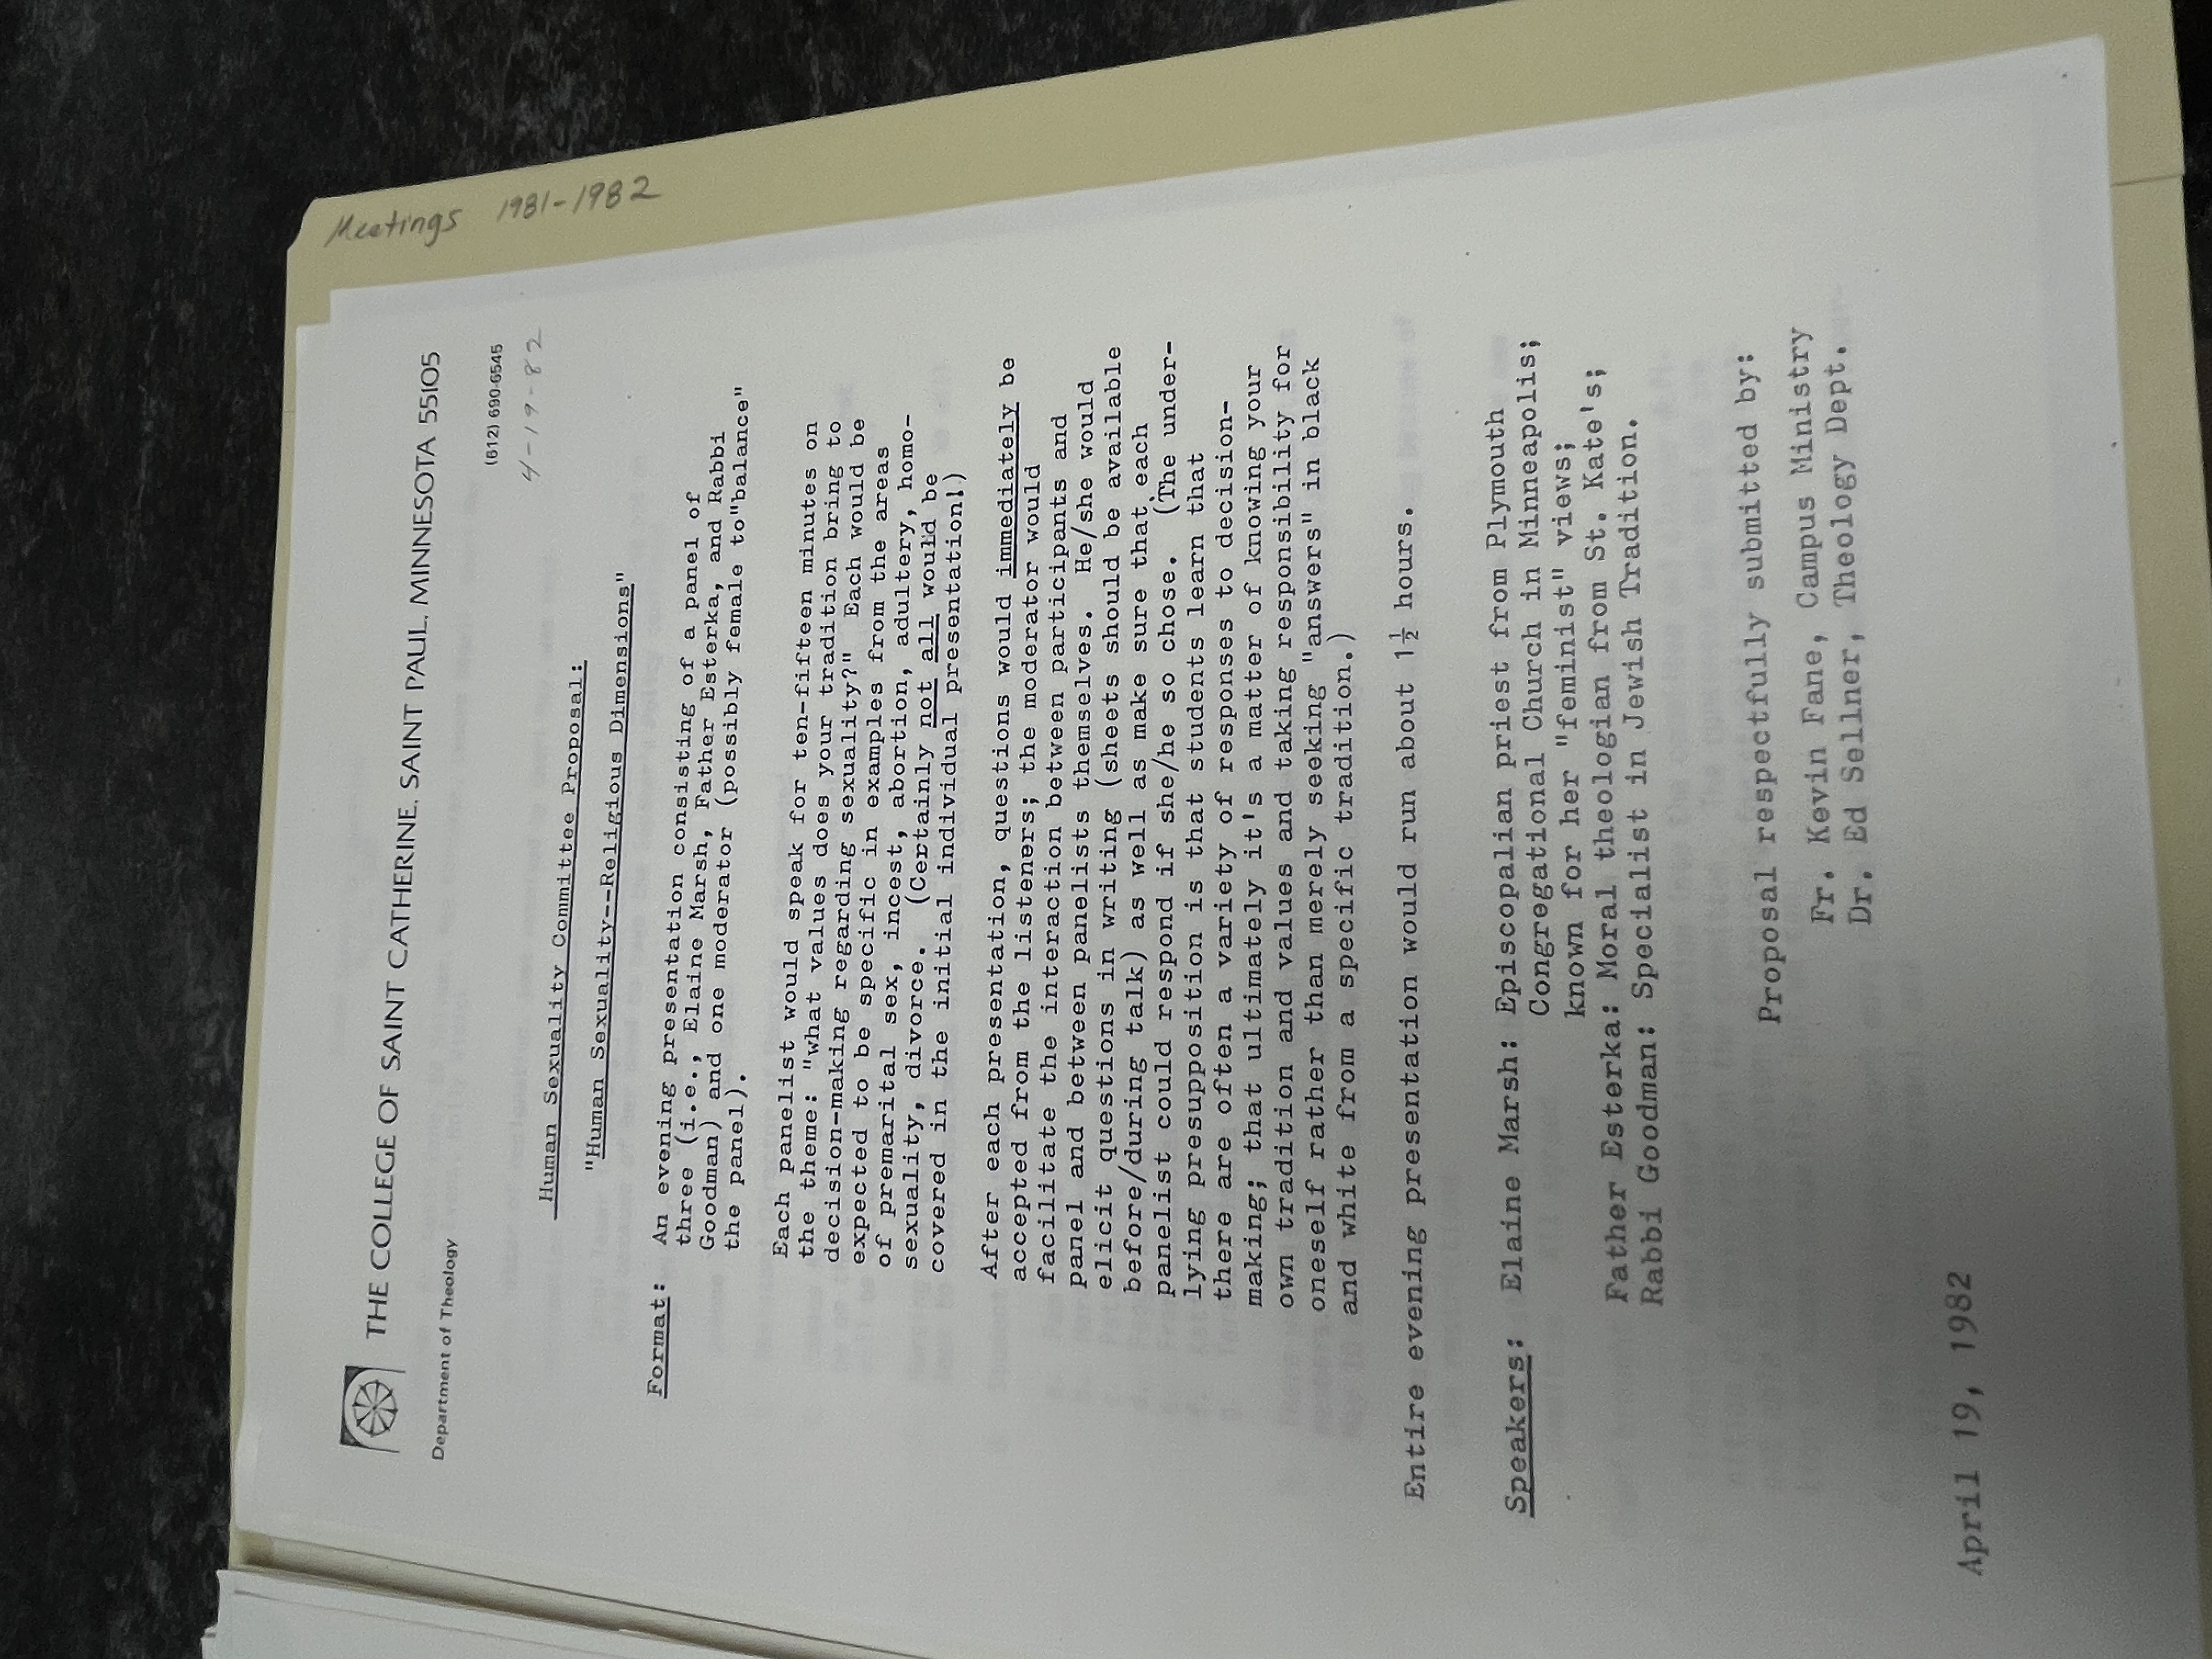 THE COLLEGE OF SAINT CATHERINE. SAINT PAUL. MINNESOTA 55105
Department of Theology
(612) 690-6545
4-19-82
Human Sexuality Committee Proposal:
"Human Sexuality--Religious Dimensions"
Format: An evening presentation consisting of a panel of
three (i.e., Elaine Marsh, Father Esterka, and Rabbi
Goodman) and one moderator (possibly female to"balance"
the panel).
Each panelist would speak for ten-fifteen minutes on
the theme: "what values does your tradition bring to
decision-making regarding sexuality?" Each would be
expected to be specific in examples from the areas
of premarital sex, incest, abortion, adultery, homo-
sexuality, divorce. (Certainly not all would be
covered in the initial individual presentation!)
After each presentation, questions would immediately be
accepted from the listeners; the moderator would
facilitate the interaction between participants and
panel and between panelists themselves. He/she would
elicit questions in writing (sheets should be available
before/during talk) as well as make sure that each
panelist could respond if she/he so chose. (The under-
lying presupposition is that students learn that
there are often a variety of responses to decision-
making; that ultimately it's a matter of knowing your
own tradition and values and taking responsibility for
oneself rather than merely seeking "answers" in black
and white from a specific tradition.)
Entire evening presentation would run about 1½ hours.
Speakers: Elaine Marsh: Episcopalian priest from Plymouth
Congregational Church in Minneapolis;
known for her "feminist" views;
Father Esterka: Moral theologian from St. Kate's;
Rabbi Goodman: Specialist in Jewish Tradition.
Proposal respectfully submitted by:
Fr. Kevin Fane, Campus Ministry
Dr. Ed Sellner, Theology Dept.
April 19, 1982
Meetings 1981-1982